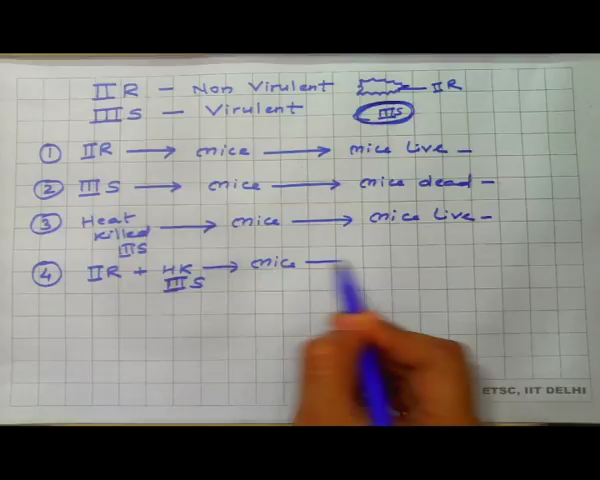 IIR – Non Virulent IIR
IIIS – Virulent IIIS
① IIR → mice → mice live –
② IIIS → mice → mice dead –
③ Heat killed IIIS → mice → mice live –
④ IIR + HK IIIS → mice —
ETSC, IIT DELHI